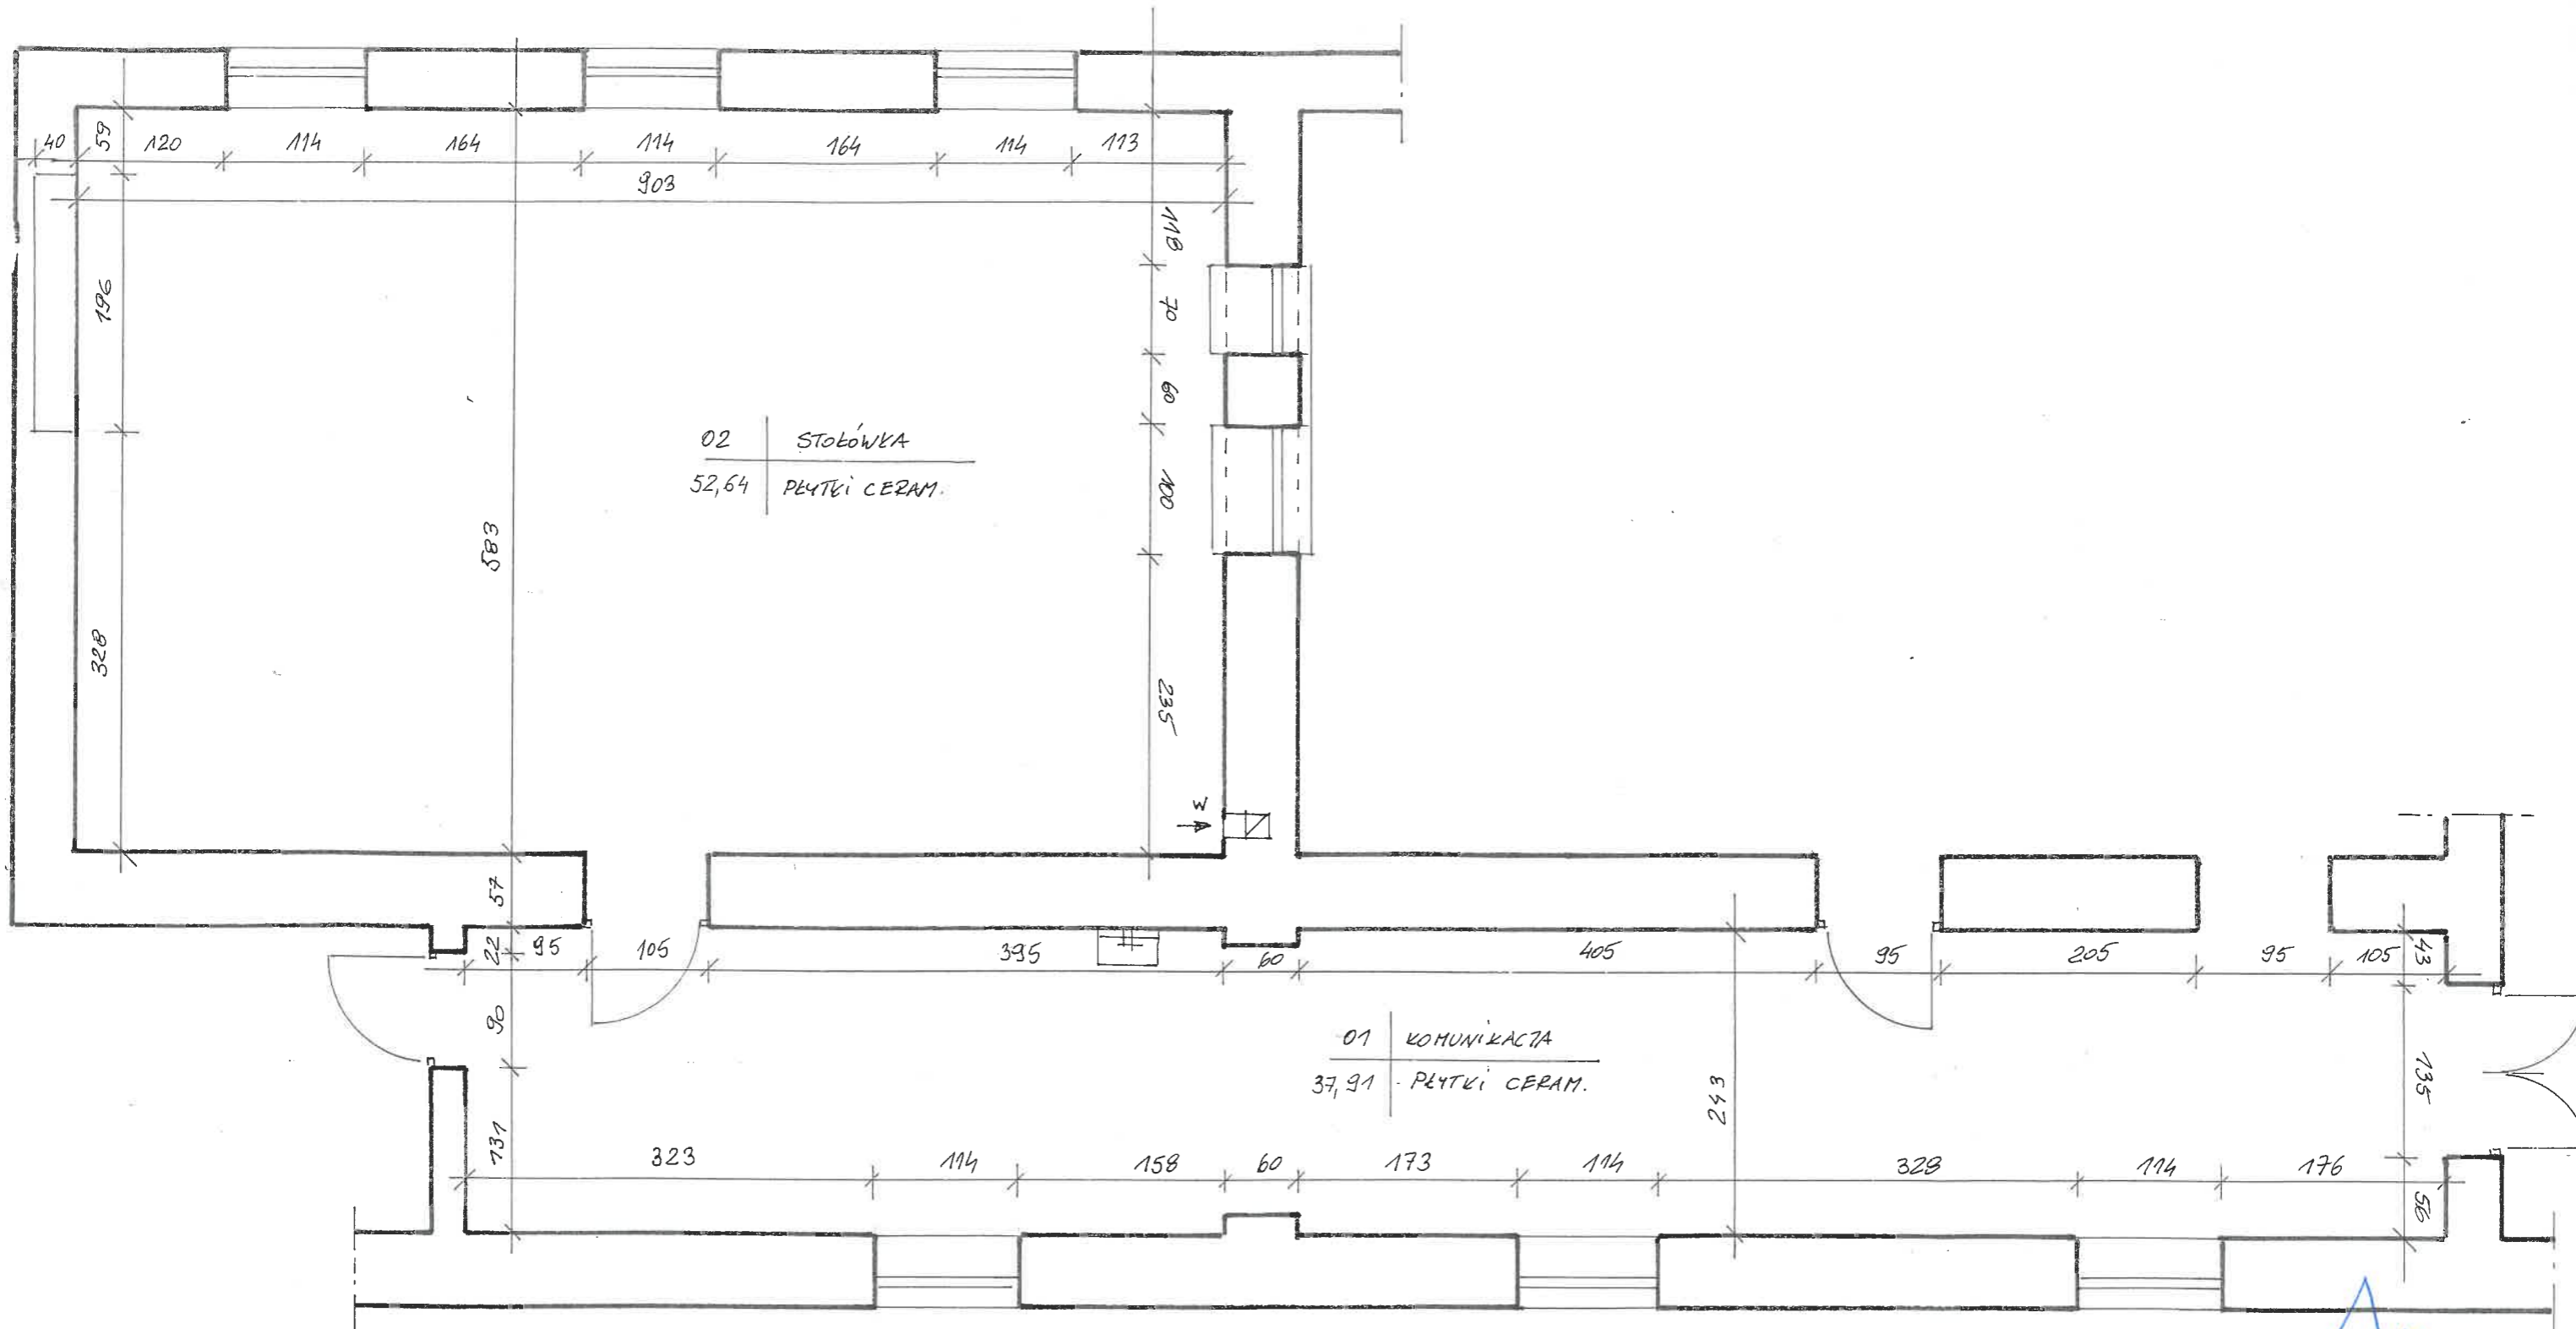 40 59 120 114 164 114 164 114 113
903
118
196
70
60
02 STOŁÓWKA
52,64 PŁYTKI CERAM.
100
583
328
235
W
57
22 95 105 395 60 405 95 205 95 105 43
90
01 KOMUNIKACJA
37,91 PŁYTKI CERAM.
243
135
131
323 114 158 60 173 114 328 114 176
56